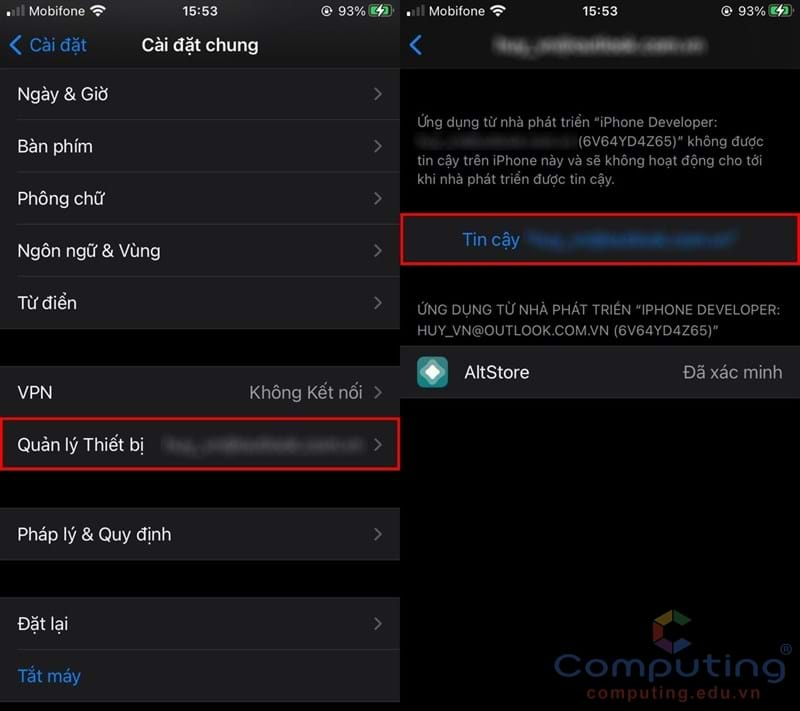 Mobifone 15:53 93%
Cài đặt Cài đặt chung
Ngày & Giờ
Bàn phím
Phông chữ
Ngôn ngữ & Vùng
Từ điển
VPN Không Kết nối
Quản lý Thiết bị
Pháp lý & Quy định
Đặt lại
Tắt máy
Mobifone 15:53 93%
Ứng dụng từ nhà phát triển “iPhone Developer:
(6V64YD4Z65)” không được
tin cậy trên iPhone này và sẽ không hoạt động cho tới
khi nhà phát triển được tin cậy.
Tin cậy
ỨNG DỤNG TỪ NHÀ PHÁT TRIỂN “IPHONE DEVELOPER:
HUY_VN@OUTLOOK.COM.VN (6V64YD4Z65)”
AltStore Đã xác minh
Computing®
computing.edu.vn